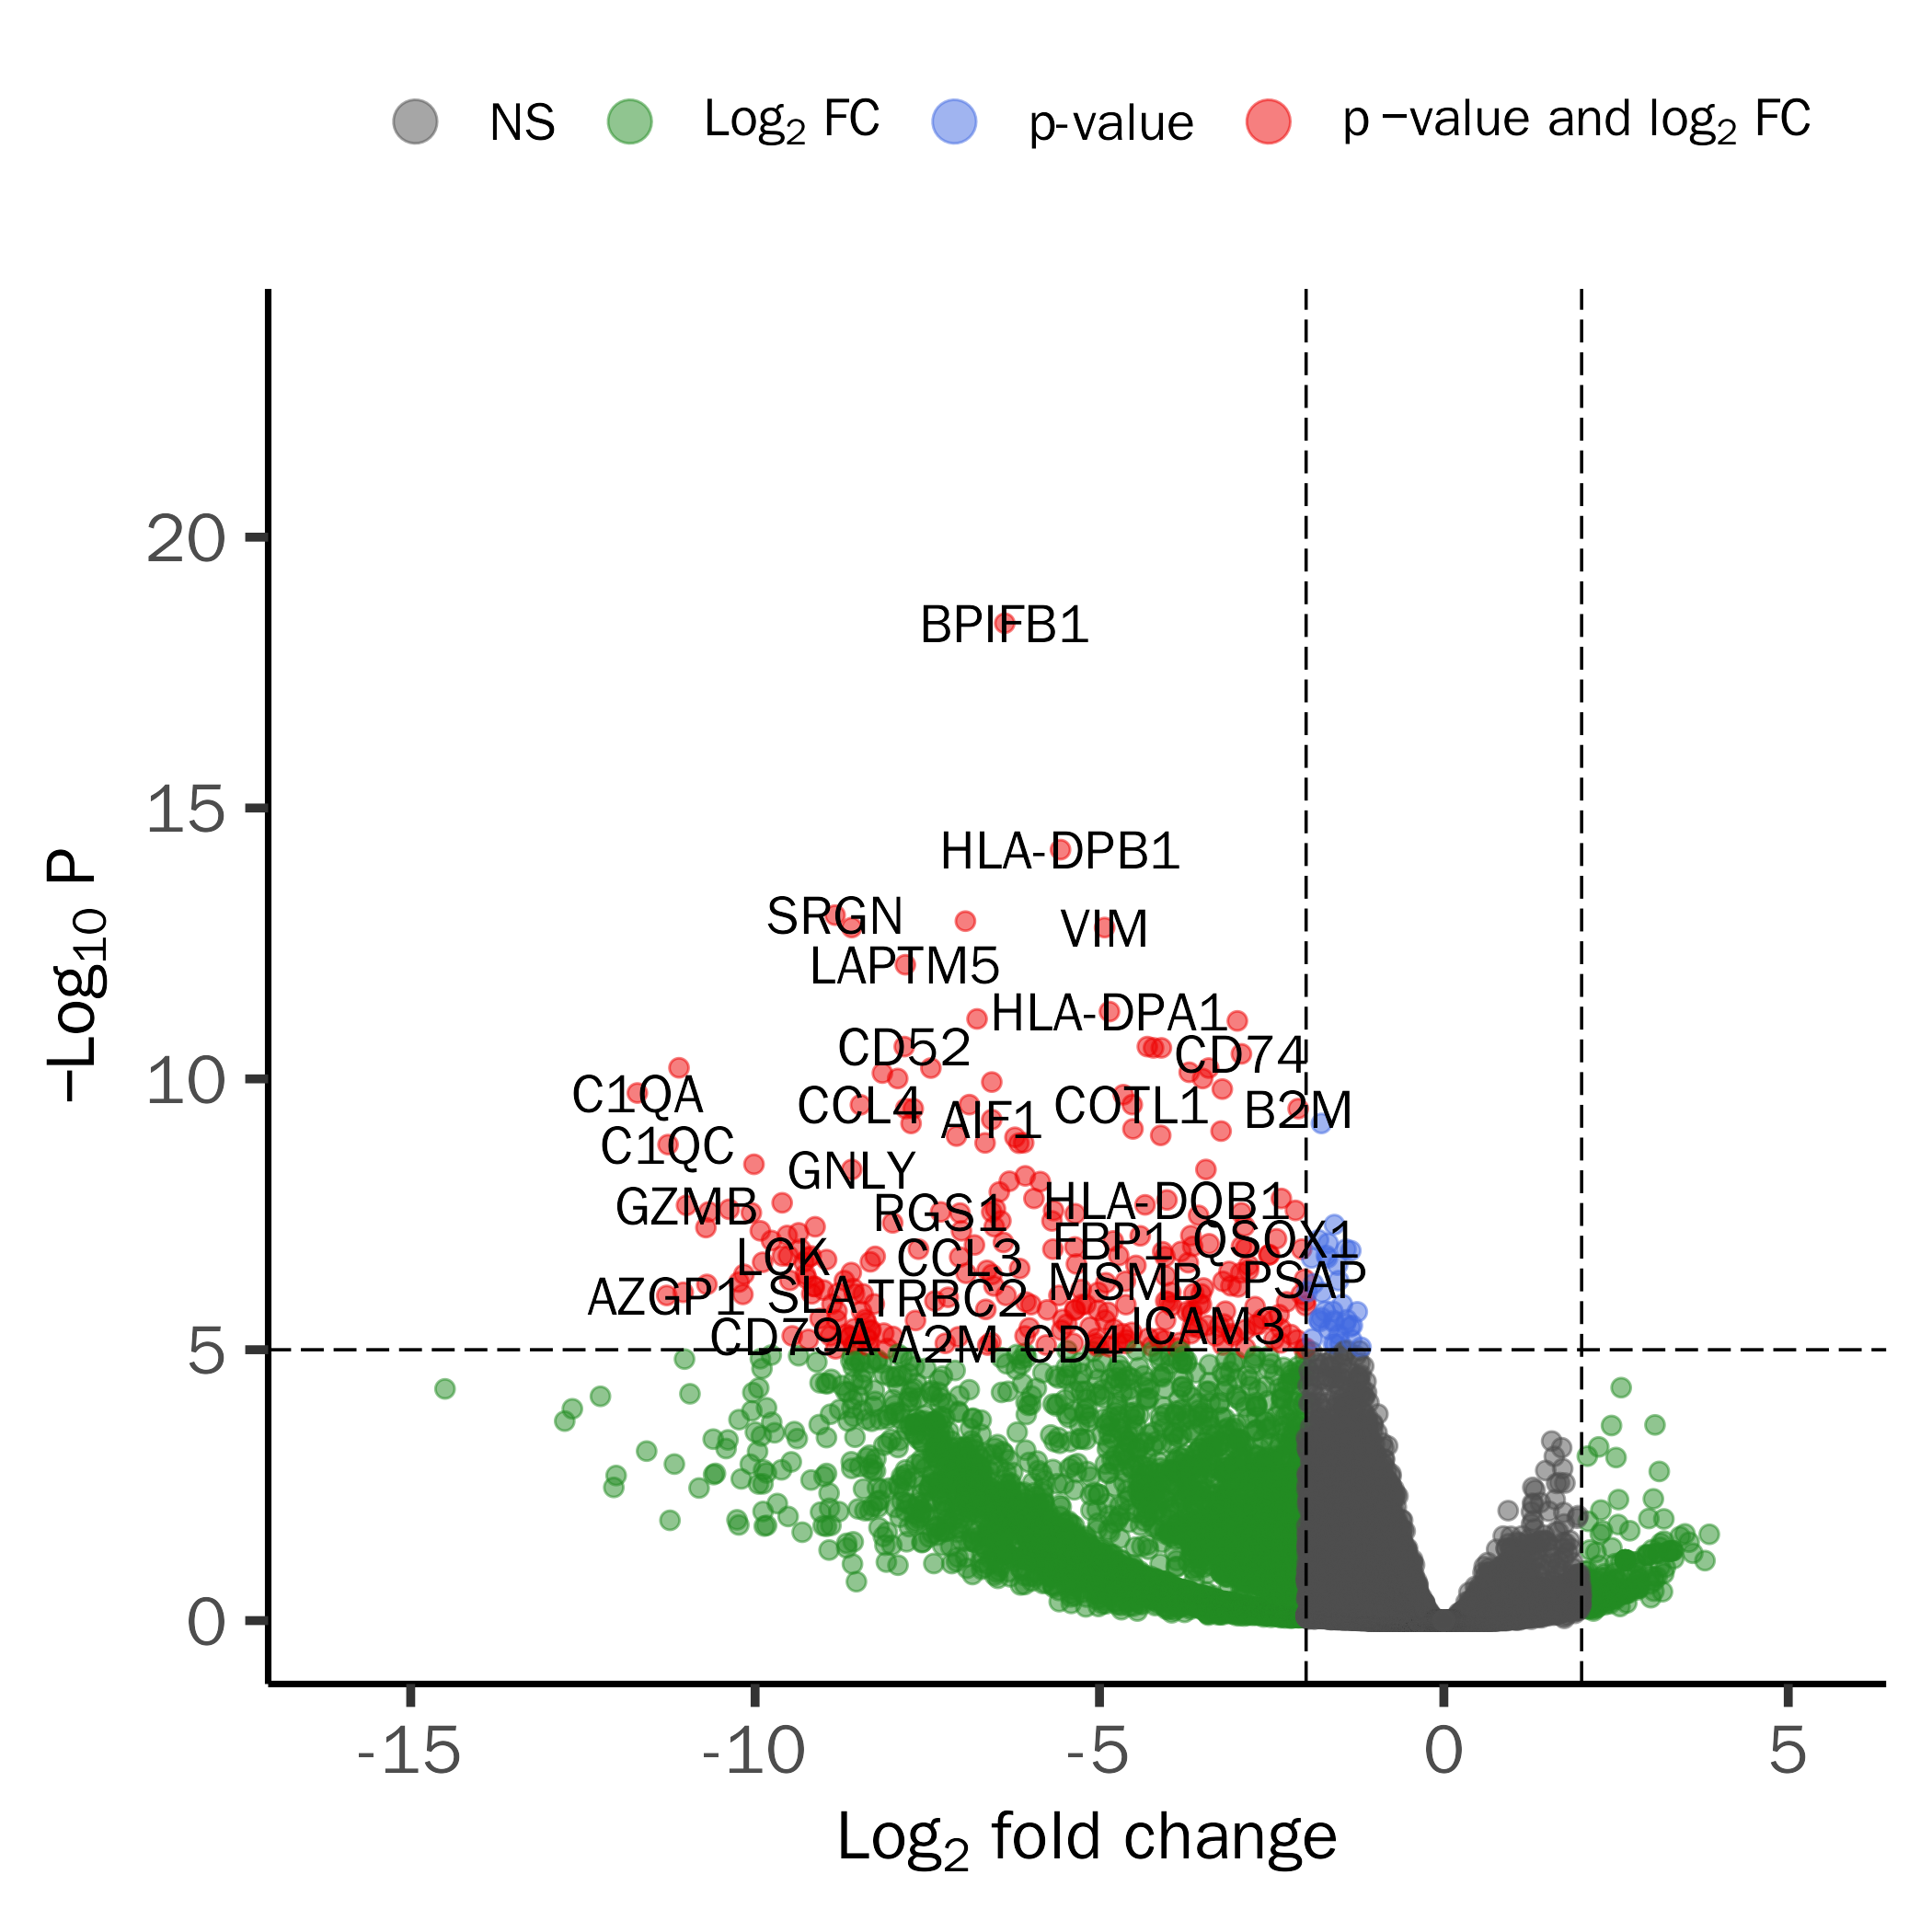 NS Log2 FC p-value p −value and log2 FC
20
BPIFB1
15
HLA-DPB1
SRGN
VIM
LAPTM5
HLA-DPA1
CD52
CD74
10
C1QA
CCL4
AIF1
COTL1
B2M
C1QC
GNLY
GZMB
RGS1
HLA-DQB1
LCK
CCL3
FBP1
QSOX1
AZGP1
SLA
TRBC2
MSMB
PSAP
CD79A
A2M
CD4
ICAM3
5
0
−Log10 P
-15 -10 -5 0 5
Log2 fold change